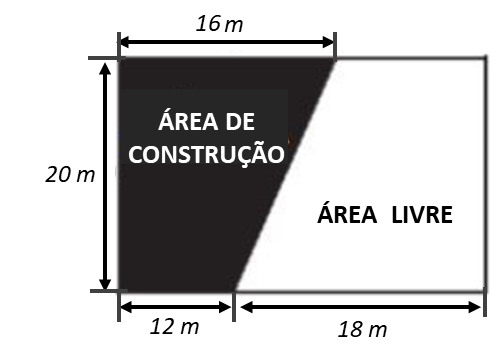 16 m
ÁREA DE
CONSTRUÇÃO
20 m
ÁREA LIVRE
12 m
18 m